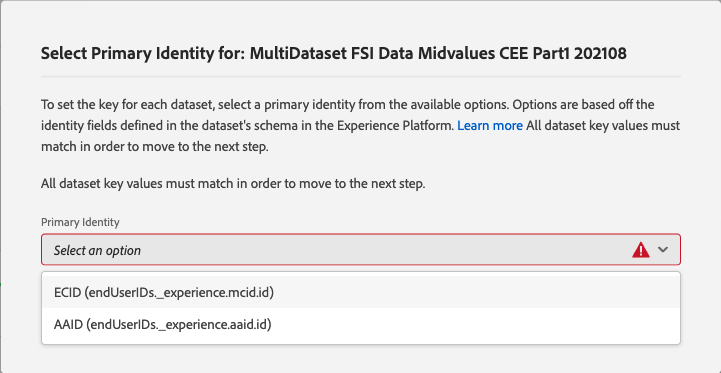 Select Primary Identity for: MultiDataset FSI Data Midvalues CEE Part1 202108
To set the key for each dataset, select a primary identity from the available options. Options are based off the
identity fields defined in the dataset's schema in the Experience Platform. Learn more All dataset key values must
match in order to move to the next step.
All dataset key values must match in order to move to the next step.
Primary Identity
Select an option
ECID (endUserIDs._experience.mcid.id)
AAID (endUserIDs._experience.aaid.id)